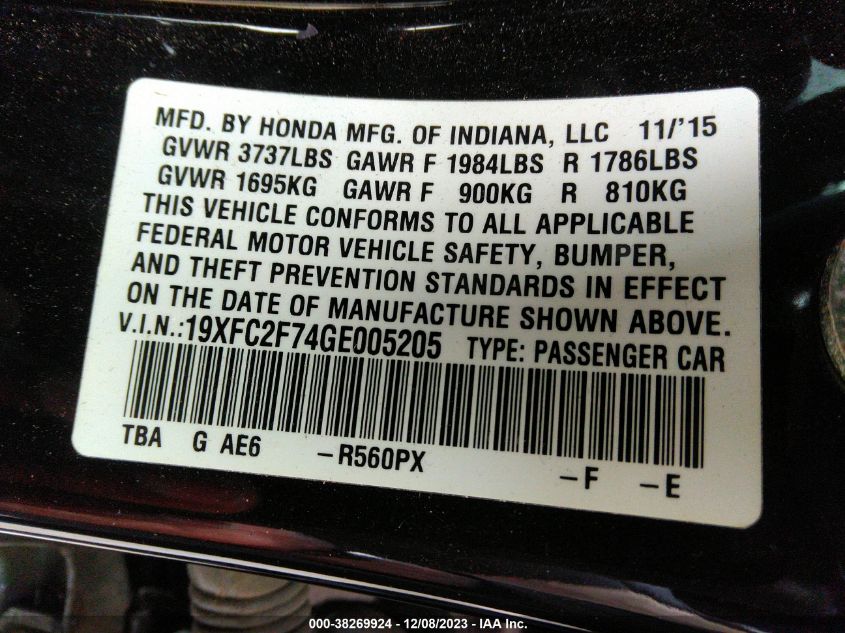 MFD. BY HONDA MFG. OF INDIANA, LLC 11/'15
GVWR 3737LBS GAWR F 1984LBS R 1786LBS
GVWR 1695KG GAWR F 900KG R 810KG
THIS VEHICLE CONFORMS TO ALL APPLICABLE
FEDERAL MOTOR VEHICLE SAFETY, BUMPER,
AND THEFT PREVENTION STANDARDS IN EFFECT
ON THE DATE OF MANUFACTURE SHOWN ABOVE.
V.I.N.:19XFC2F74GE005205 TYPE: PASSENGER CAR
TBA G AE6 -R560PX -F -E
000-38269924 - 12/08/2023 - IAA Inc.